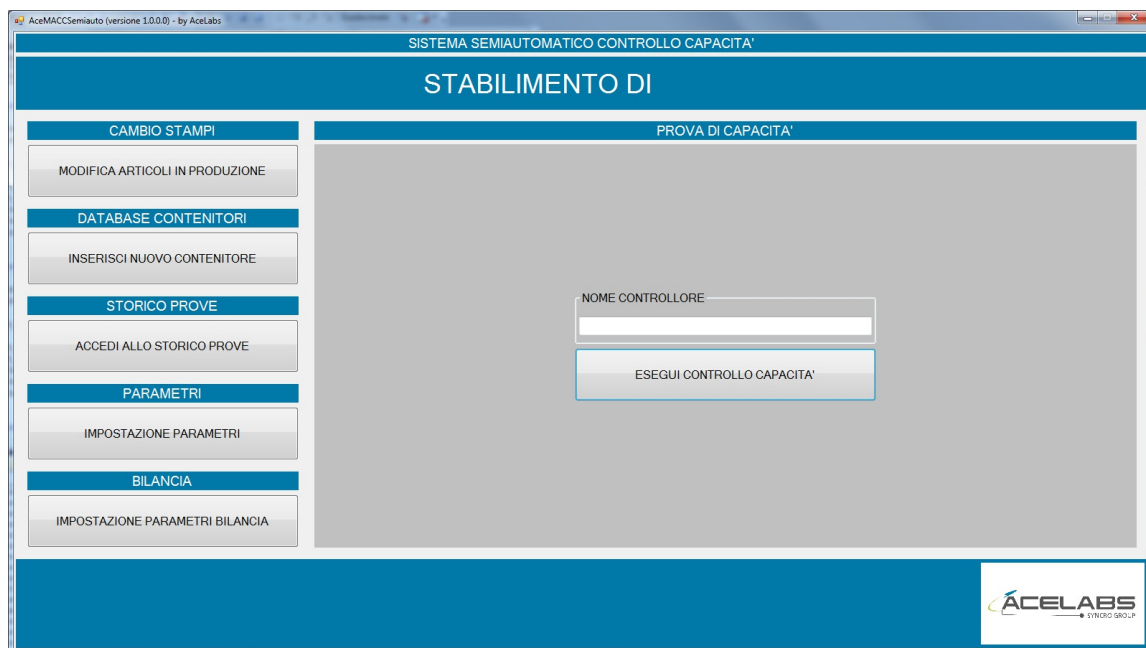 AceMACCSemiauto (versione 1.0.0.0) - by AceLabs
SISTEMA SEMIAUTOMATICO CONTROLLO CAPACITA'
STABILIMENTO DI
CAMBIO STAMPI
MODIFICA ARTICOLI IN PRODUZIONE
DATABASE CONTENITORI
INSERISCI NUOVO CONTENITORE
STORICO PROVE
ACCEDI ALLO STORICO PROVE
PARAMETRI
IMPOSTAZIONE PARAMETRI
BILANCIA
IMPOSTAZIONE PARAMETRI BILANCIA
PROVA DI CAPACITA'
NOME CONTROLLORE
ESEGUI CONTROLLO CAPACITA'
ACELABS
SYNCRO GROUP